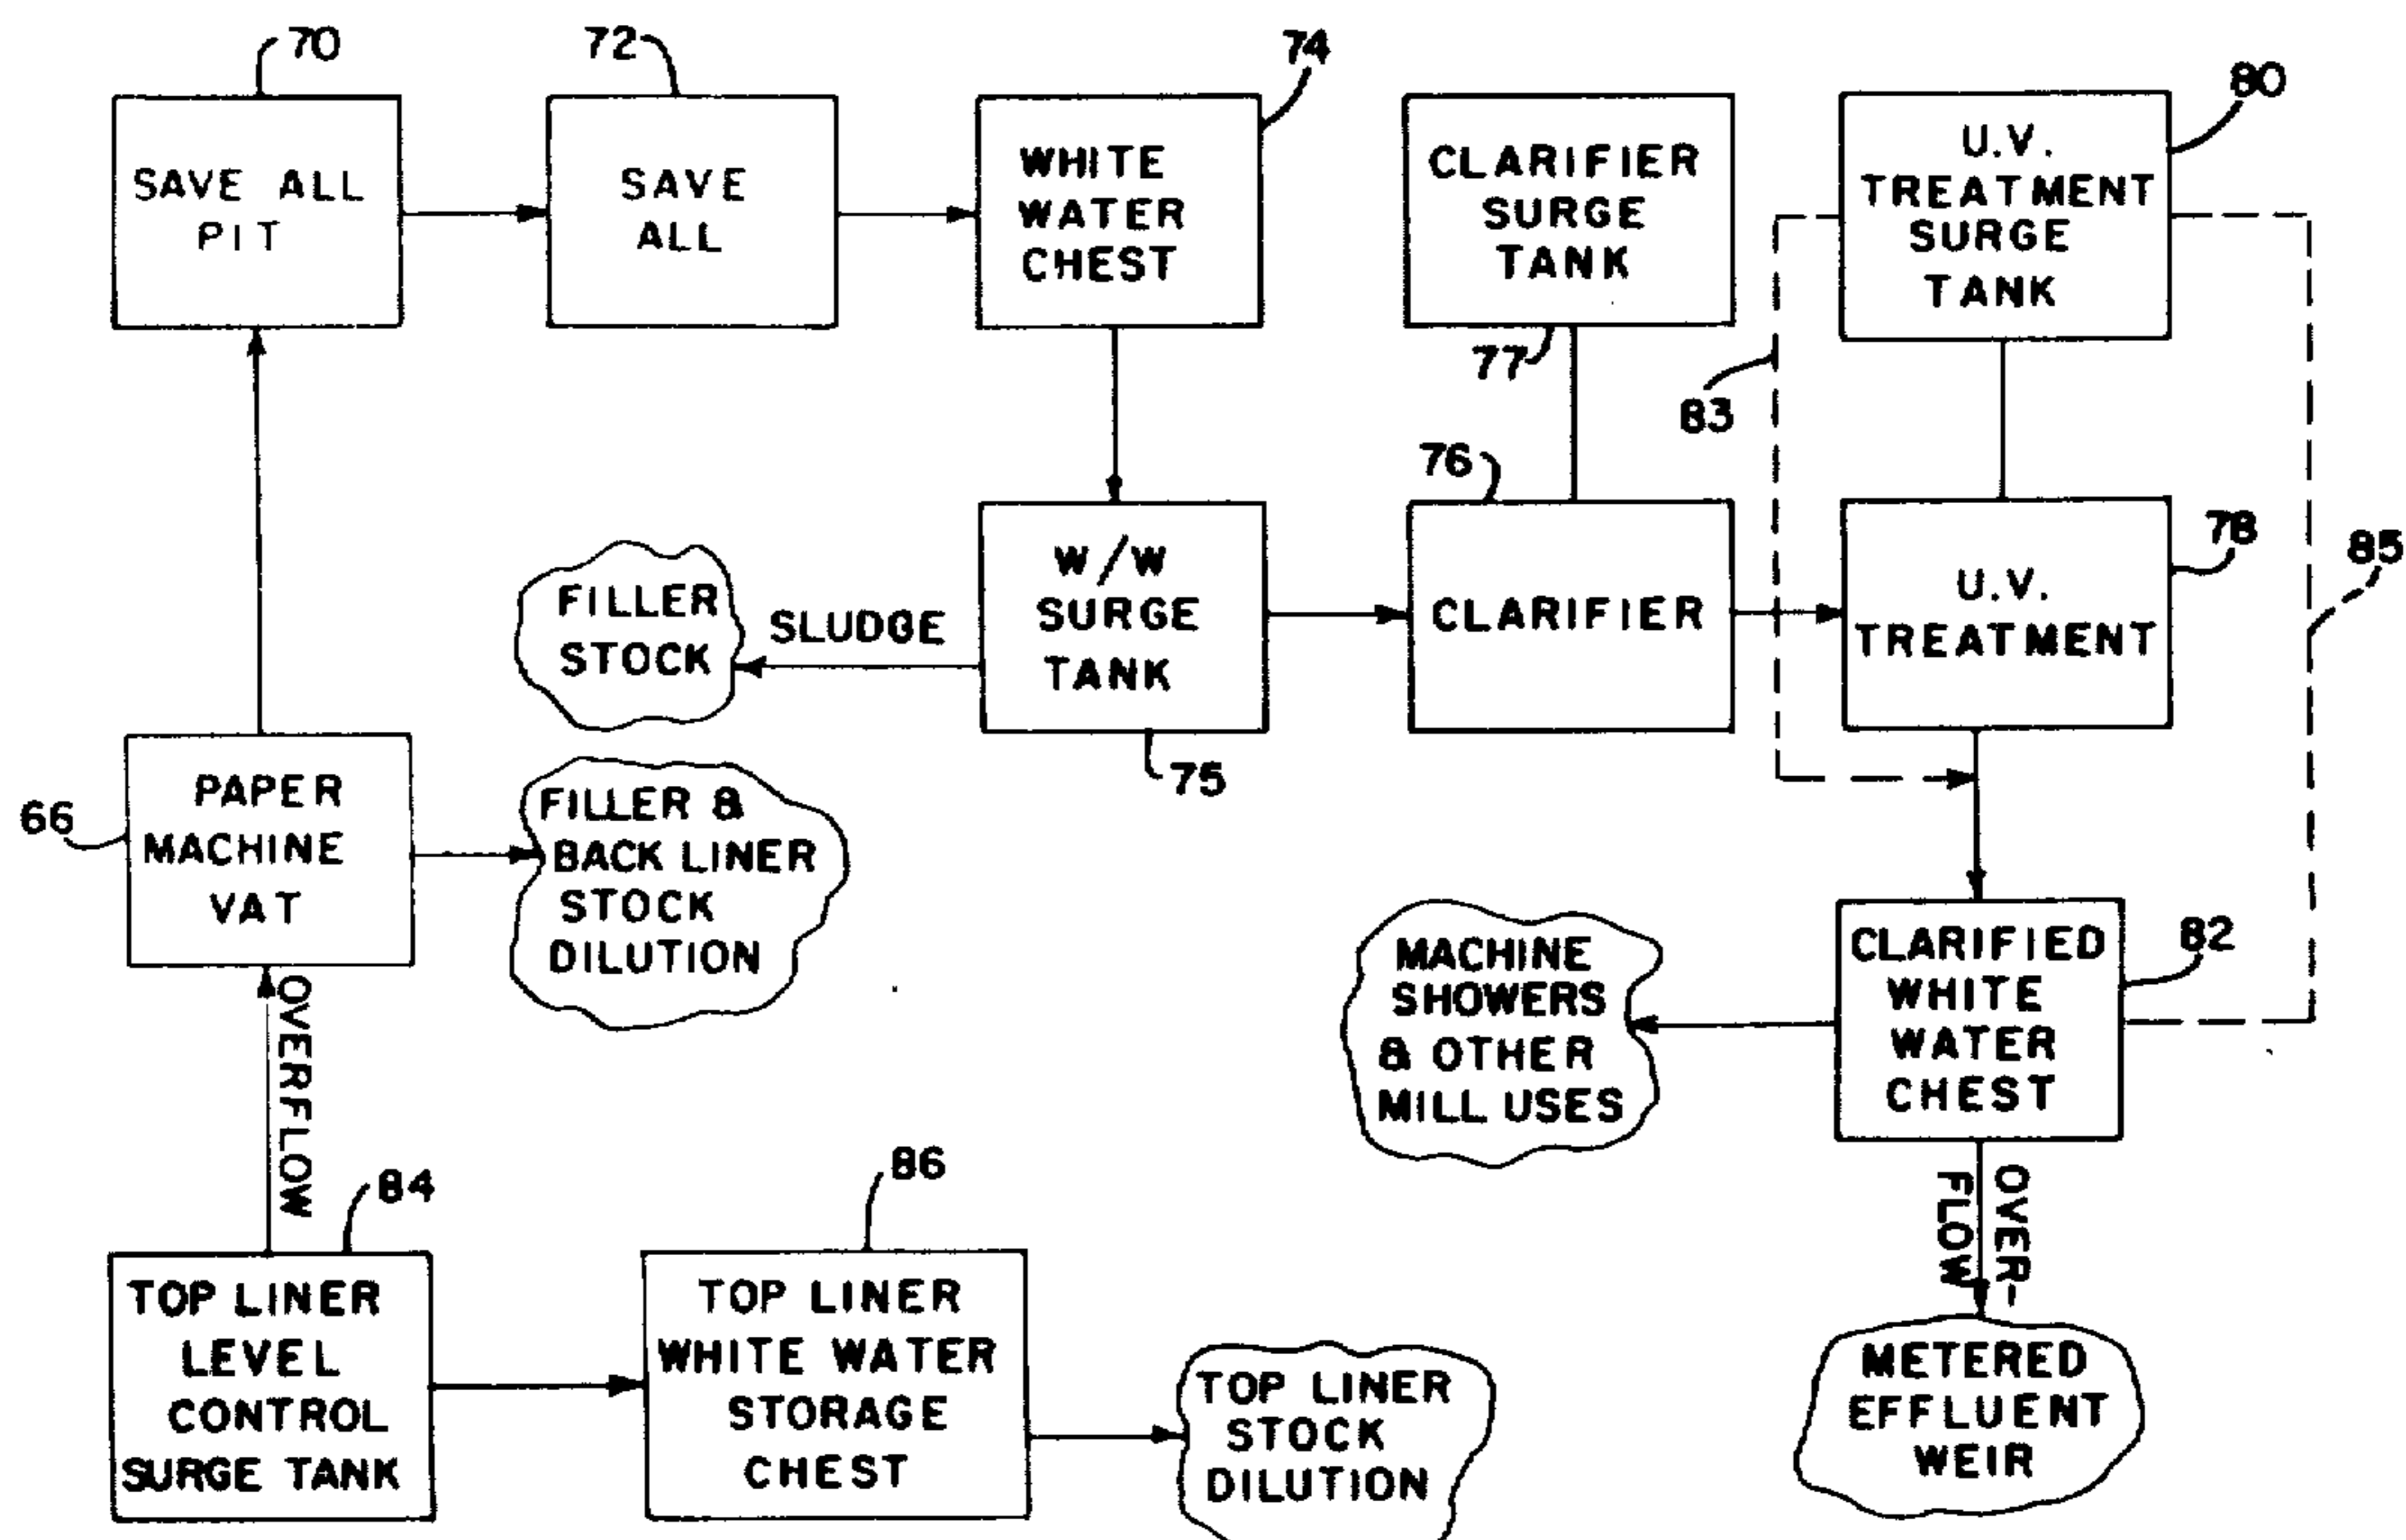 70
72
74
80
SAVE ALL
PIT
SAVE
ALL
WHITE
WATER
CHEST
CLARIFIER
SURGE
TANK
U.V.
TREATMENT
SURGE
TANK
77
83
76
78
85
FILLER
STOCK
SLUDGE
W/W
SURGE
TANK
CLARIFIER
U.V.
TREATMENT
75
66
PAPER
MACHINE
VAT
FILLER &
BACK LINER
STOCK
DILUTION
OVERFLOW
MACHINE
SHOWERS
& OTHER
MILL USES
CLARIFIED
WHITE
WATER
CHEST
82
84
86
OVER-
FLOW
TOP LINER
LEVEL
CONTROL
SURGE TANK
TOP LINER
WHITE WATER
STORAGE
CHEST
TOP LINER
STOCK
DILUTION
METERED
EFFLUENT
WEIR